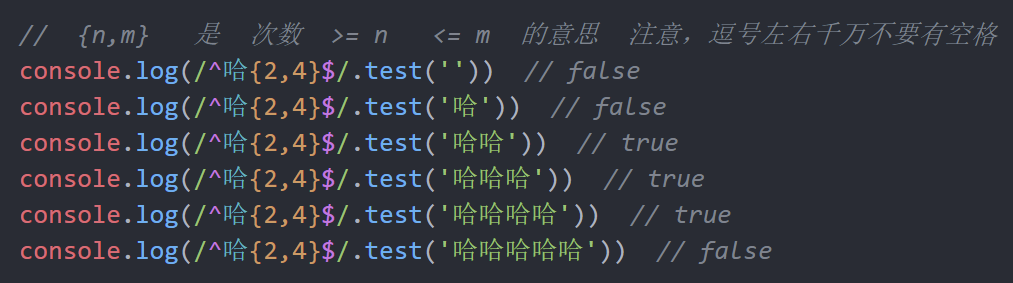 //  {n,m}   是  次数  >= n   <= m  的意思  注意，逗号左右千万不要有空格
console.log(/^哈{2,4}$/.test(''))  // false
console.log(/^哈{2,4}$/.test('哈'))  // false
console.log(/^哈{2,4}$/.test('哈哈'))  // true
console.log(/^哈{2,4}$/.test('哈哈哈'))  // true
console.log(/^哈{2,4}$/.test('哈哈哈哈'))  // true
console.log(/^哈{2,4}$/.test('哈哈哈哈哈'))  // false